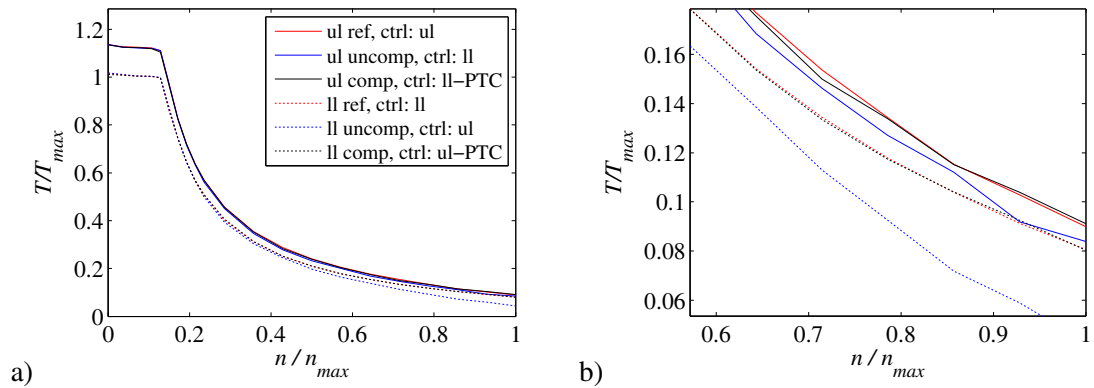 1.2
1
0.8
0.6
0.4
0.2
0
T/T_max
0 0.2 0.4 0.6 0.8 1
n / n_max
ul ref, ctrl: ul
ul uncomp, ctrl: ll
ul comp, ctrl: ll−PTC
ll ref, ctrl: ll
ll uncomp, ctrl: ul
ll comp, ctrl: ul−PTC
a)
0.16
0.14
0.12
0.1
0.08
0.06
T/T_max
0.6 0.7 0.8 0.9 1
n / n_max
b)